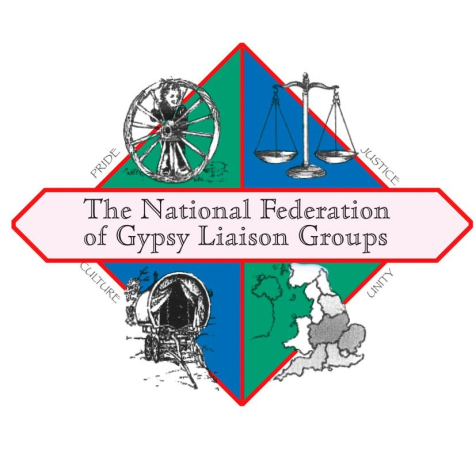 PRIDE
JUSTICE
The National Federation
of Gypsy Liaison Groups
CULTURE
UNITY